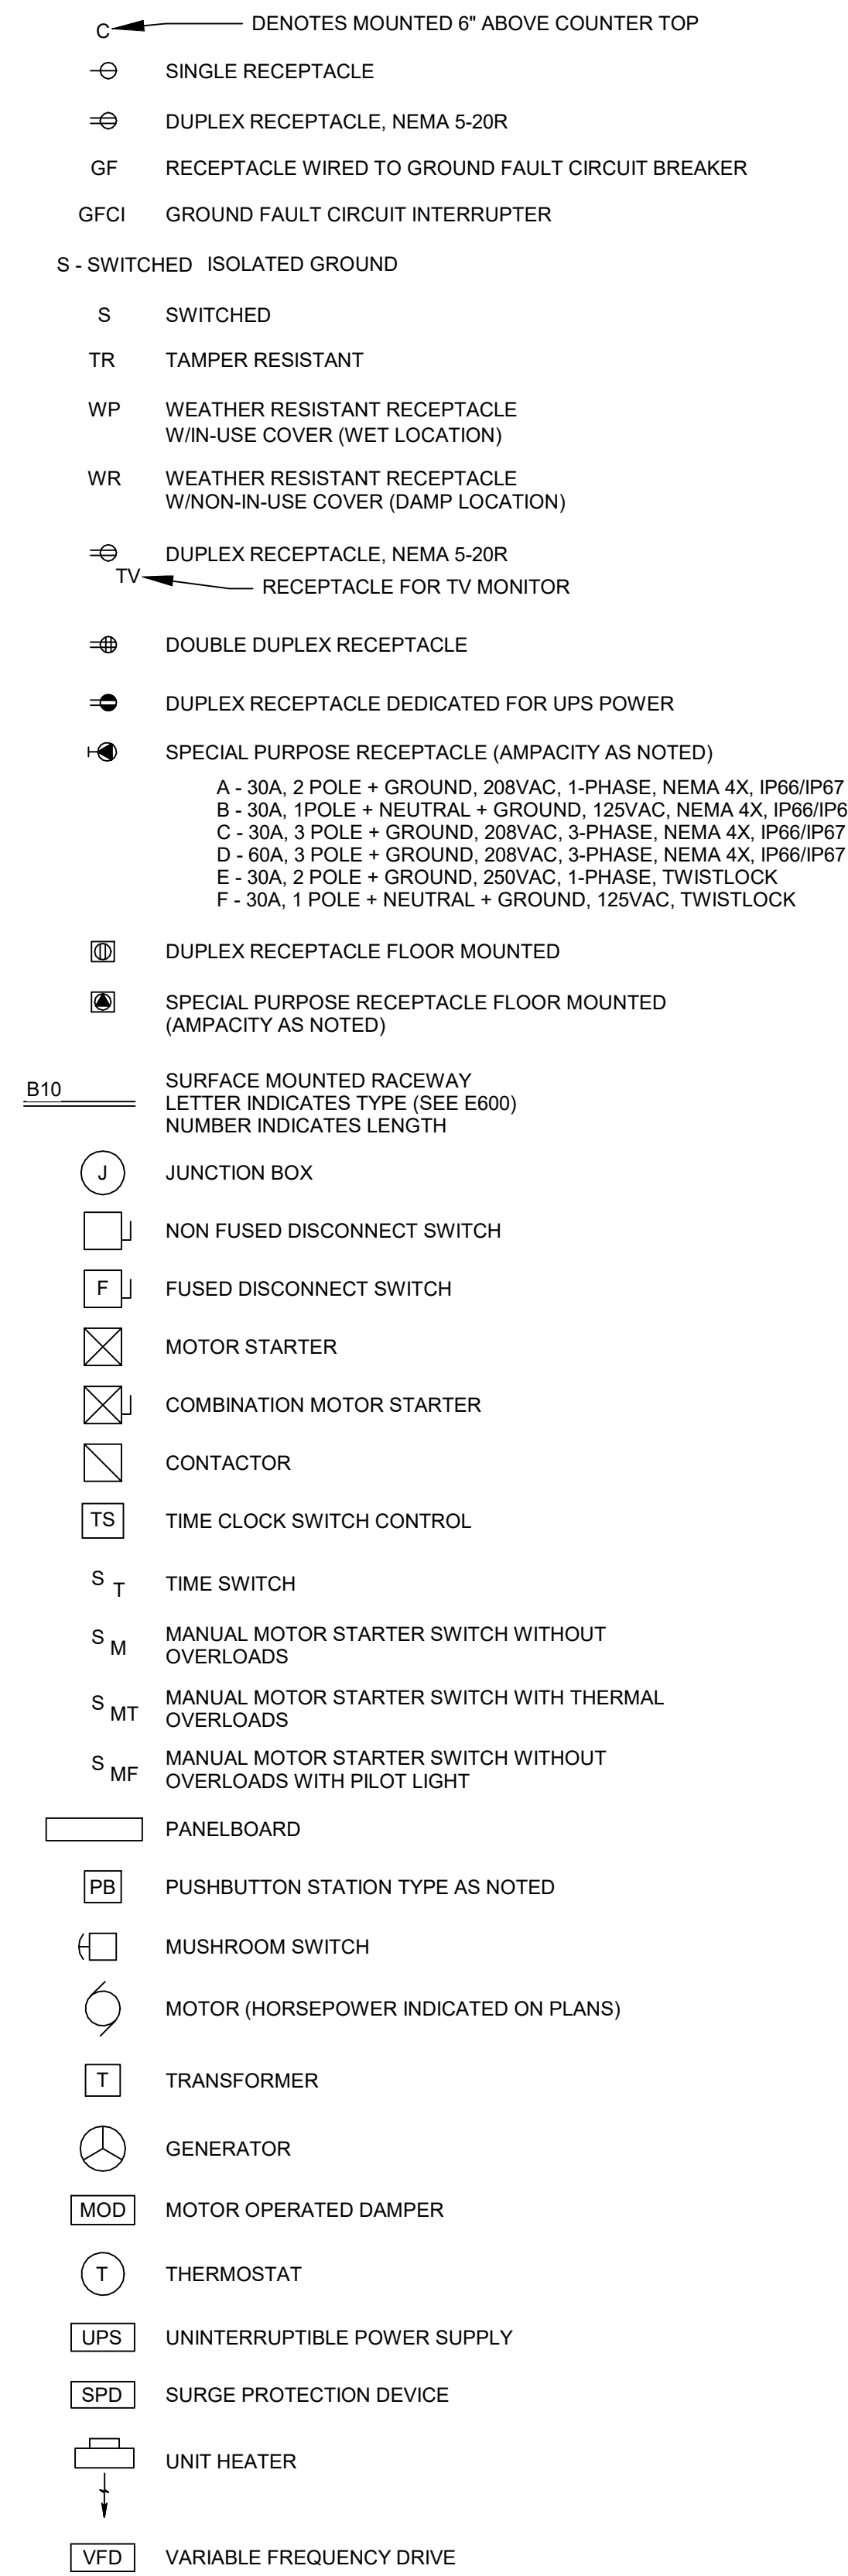 C DENOTES MOUNTED 6" ABOVE COUNTER TOP
SINGLE RECEPTACLE
DUPLEX RECEPTACLE, NEMA 5-20R
GF RECEPTACLE WIRED TO GROUND FAULT CIRCUIT BREAKER
GFCI GROUND FAULT CIRCUIT INTERRUPTER
S - SWITCHED ISOLATED GROUND
S SWITCHED
TR TAMPER RESISTANT
WP WEATHER RESISTANT RECEPTACLE
W/IN-USE COVER (WET LOCATION)
WR WEATHER RESISTANT RECEPTACLE
W/NON-IN-USE COVER (DAMP LOCATION)
DUPLEX RECEPTACLE, NEMA 5-20R
TV RECEPTACLE FOR TV MONITOR
DOUBLE DUPLEX RECEPTACLE
DUPLEX RECEPTACLE DEDICATED FOR UPS POWER
SPECIAL PURPOSE RECEPTACLE (AMPACITY AS NOTED)
A - 30A, 2 POLE + GROUND, 208VAC, 1-PHASE, NEMA 4X, IP66/IP67
B - 30A, 1POLE + NEUTRAL + GROUND, 125VAC, NEMA 4X, IP66/IP6
C - 30A, 3 POLE + GROUND, 208VAC, 3-PHASE, NEMA 4X, IP66/IP67
D - 60A, 3 POLE + GROUND, 208VAC, 3-PHASE, NEMA 4X, IP66/IP67
E - 30A, 2 POLE + GROUND, 250VAC, 1-PHASE, TWISTLOCK
F - 30A, 1 POLE + NEUTRAL + GROUND, 125VAC, TWISTLOCK
DUPLEX RECEPTACLE FLOOR MOUNTED
SPECIAL PURPOSE RECEPTACLE FLOOR MOUNTED
(AMPACITY AS NOTED)
B10 SURFACE MOUNTED RACEWAY
LETTER INDICATES TYPE (SEE E600)
NUMBER INDICATES LENGTH
J JUNCTION BOX
NON FUSED DISCONNECT SWITCH
F FUSED DISCONNECT SWITCH
MOTOR STARTER
COMBINATION MOTOR STARTER
CONTACTOR
TS TIME CLOCK SWITCH CONTROL
S T TIME SWITCH
S M MANUAL MOTOR STARTER SWITCH WITHOUT
OVERLOADS
S MT MANUAL MOTOR STARTER SWITCH WITH THERMAL
OVERLOADS
S MF MANUAL MOTOR STARTER SWITCH WITHOUT
OVERLOADS WITH PILOT LIGHT
PANELBOARD
PB PUSHBUTTON STATION TYPE AS NOTED
MUSHROOM SWITCH
MOTOR (HORSEPOWER INDICATED ON PLANS)
T TRANSFORMER
GENERATOR
MOD MOTOR OPERATED DAMPER
T THERMOSTAT
UPS UNINTERRUPTIBLE POWER SUPPLY
SPD SURGE PROTECTION DEVICE
UNIT HEATER
VFD VARIABLE FREQUENCY DRIVE